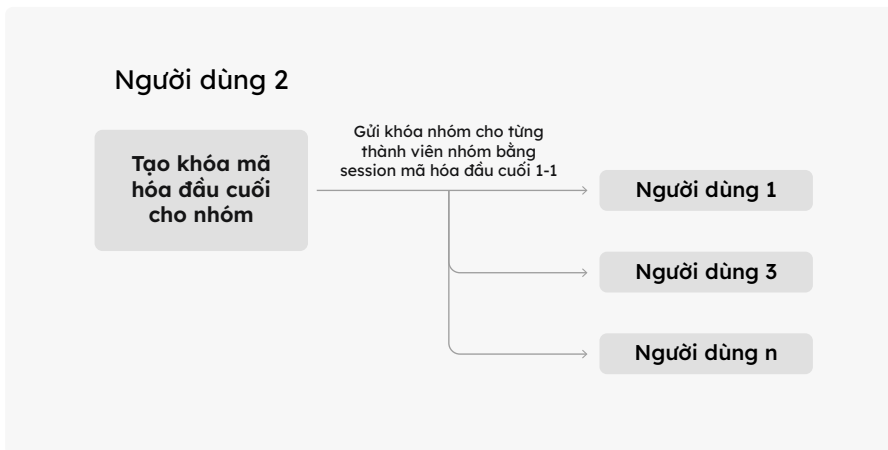 Người dùng 2
Tạo khóa mã
hóa đầu cuối
cho nhóm
Gửi khóa nhóm cho từng
thành viên nhóm bằng
session mã hóa đầu cuối 1-1
Người dùng 1
Người dùng 3
Người dùng n